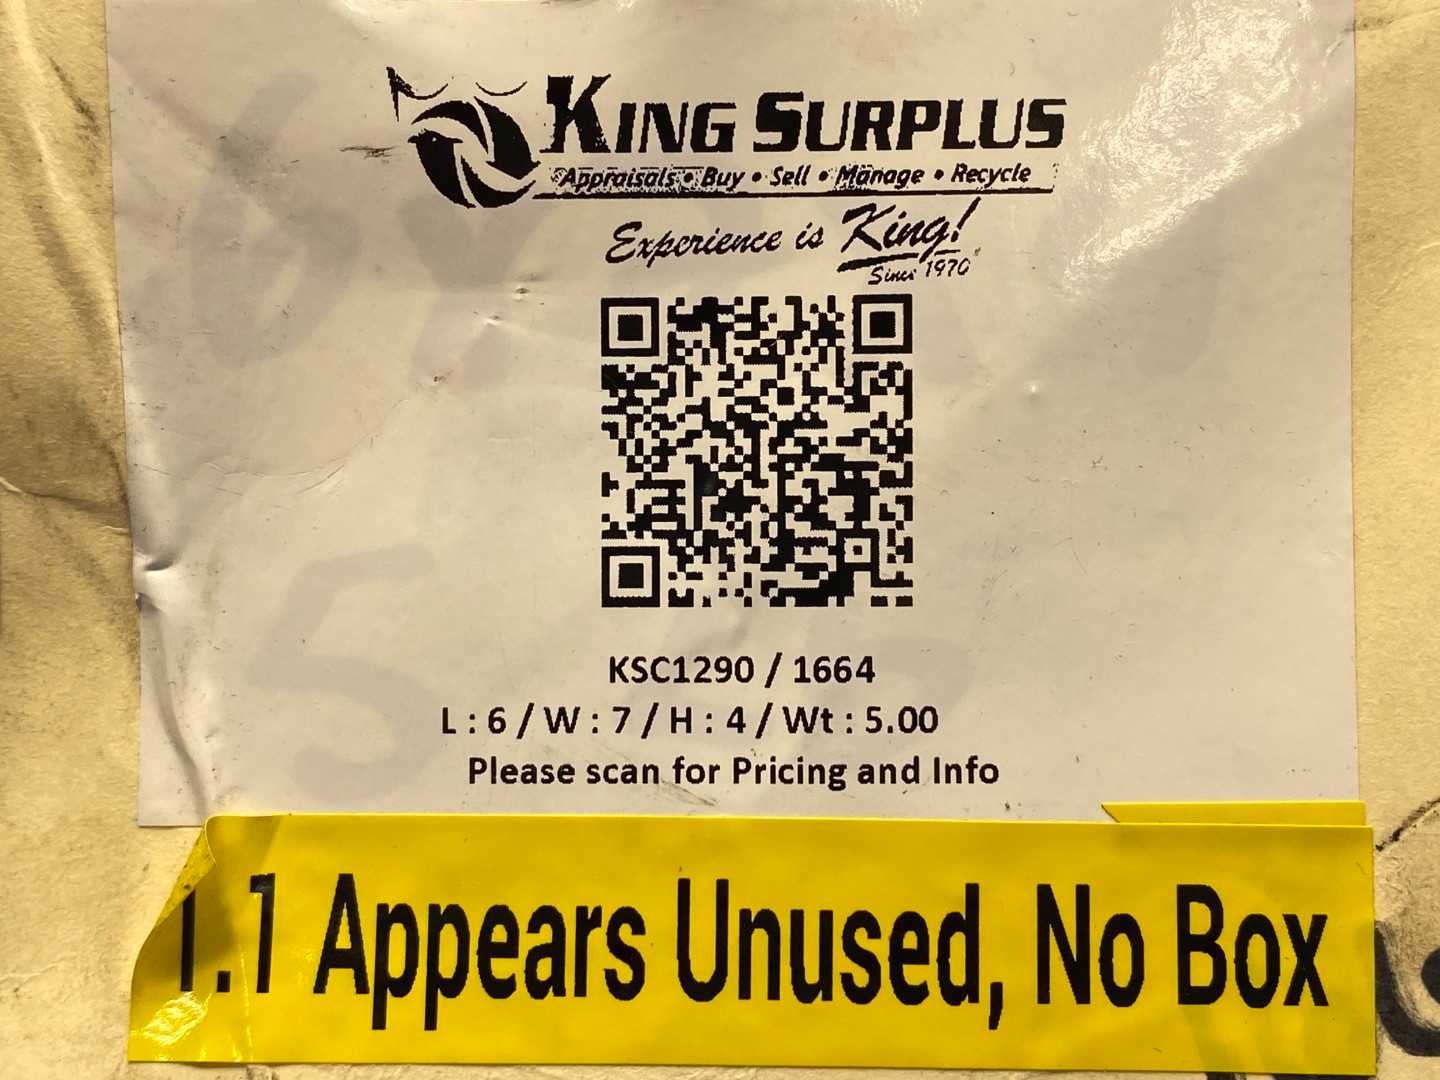 KING SURPLUS
Appraisals • Buy • Sell • Manage • Recycle
Experience is King!
Since 1970
KSC1290 / 1664
L : 6 / W : 7 / H : 4 / Wt : 5.00
Please scan for Pricing and Info
1.1 Appears Unused, No Box